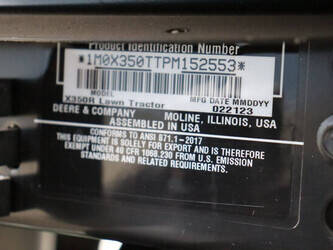 Product Identification Number
*1M0X350TTPM152553*
MODEL MFG DATE MMDDYY
X350R Lawn Tractor 022123
DEERE & COMPANY MOLINE, ILLINOIS, USA
ASSEMBLED IN USA
CONFORMS TO ANSI B71.1-2017
THIS EQUIPMENT IS SOLELY FOR EXPORT AND IS THEREFORE
EXEMPT UNDER 40 CFR 1068.230 FROM U.S. EMISSION
STANDARDS AND RELATED REQUIREMENTS.